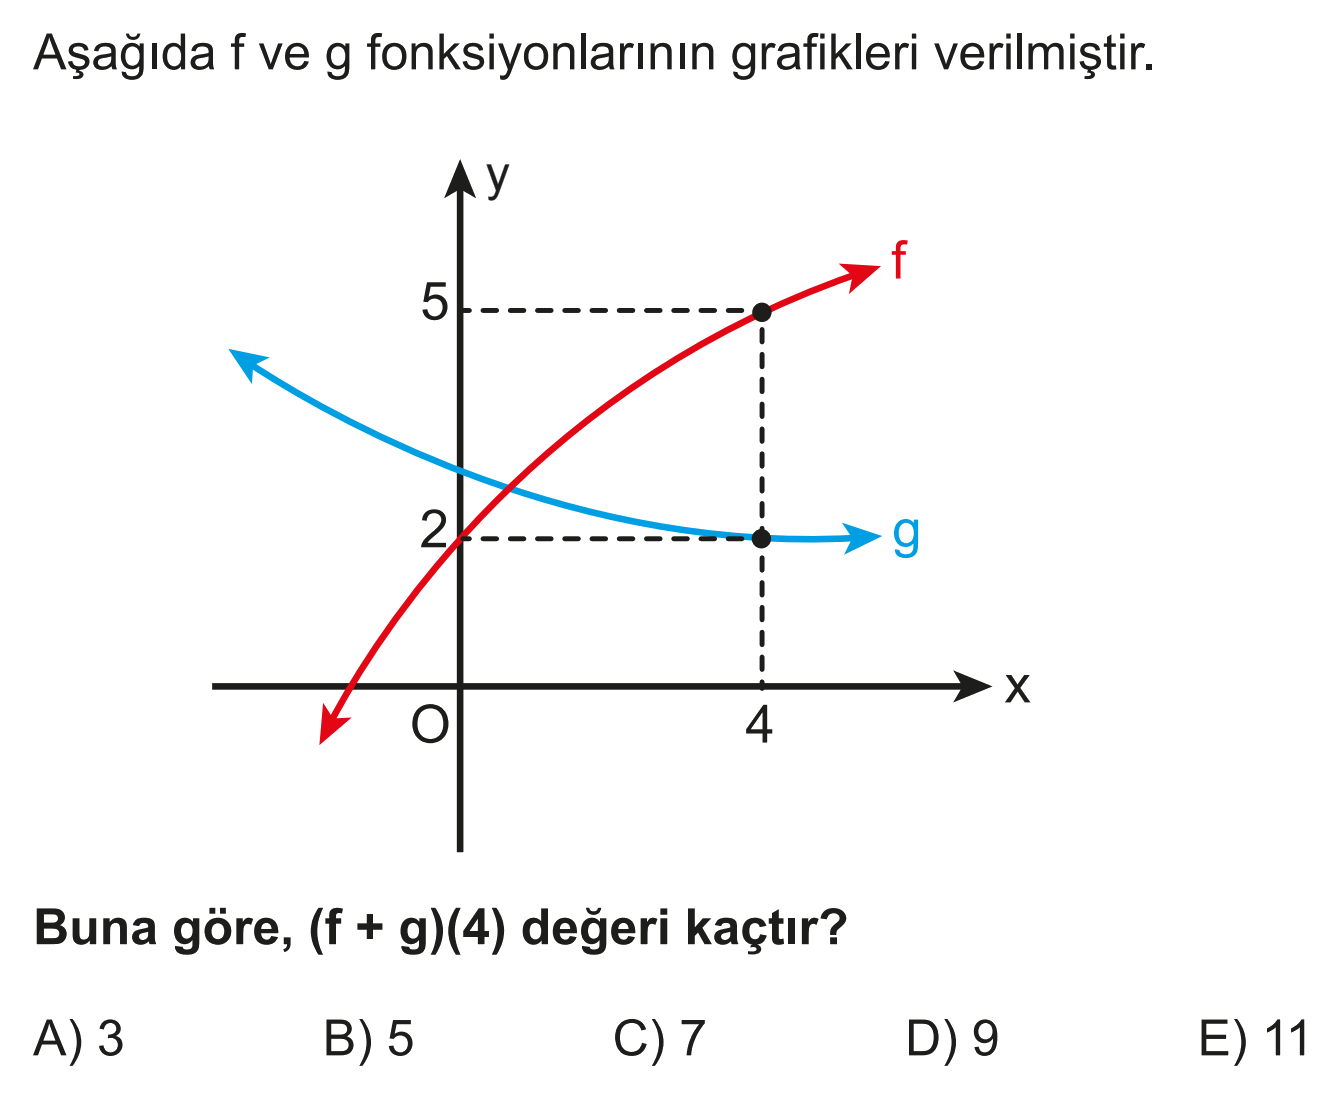 Aşağıda f ve g fonksiyonlarının grafikleri verilmiştir.
y
f
5
2
g
x
O
4
Buna göre, (f + g)(4) değeri kaçtır?
A) 3 B) 5 C) 7 D) 9 E) 11